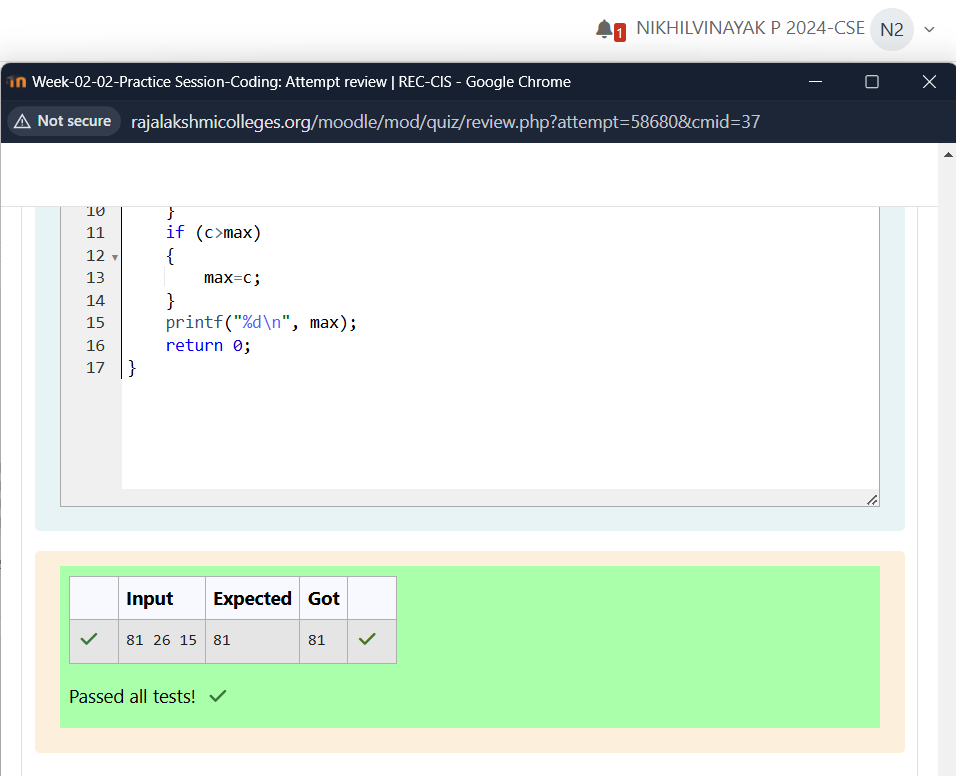 1 NIKHILVINAYAK P 2024-CSE N2
Week-02-02-Practice Session-Coding: Attempt review | REC-CIS - Google Chrome
Not secure rajalakshmicolleges.org/moodle/mod/quiz/review.php?attempt=58680&cmid=37
10 }
11 if (c>max)
12 {
13 max=c;
14 }
15 printf("%d\n", max);
16 return 0;
17 }
Input Expected Got
81 26 15 81 81
Passed all tests!